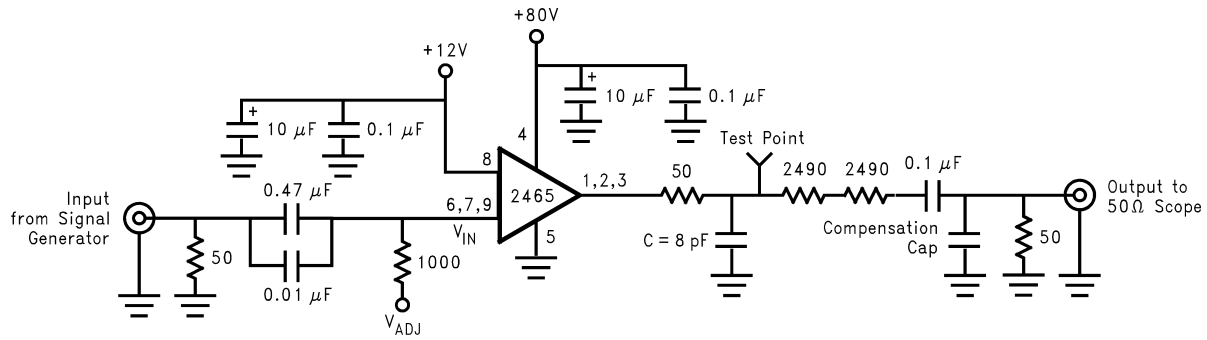 +80V
+12V
+
10 μF
0.1 μF
+
10 μF
0.1 μF
4
Test Point
8
50
2490
2490
0.1 μF
Input
from Signal
Generator
0.47 μF
6,7,9
2465
1,2,3
Output to
50Ω Scope
VIN
5
C = 8 pF
Compensation
Cap
50
50
1000
0.01 μF
VADJ